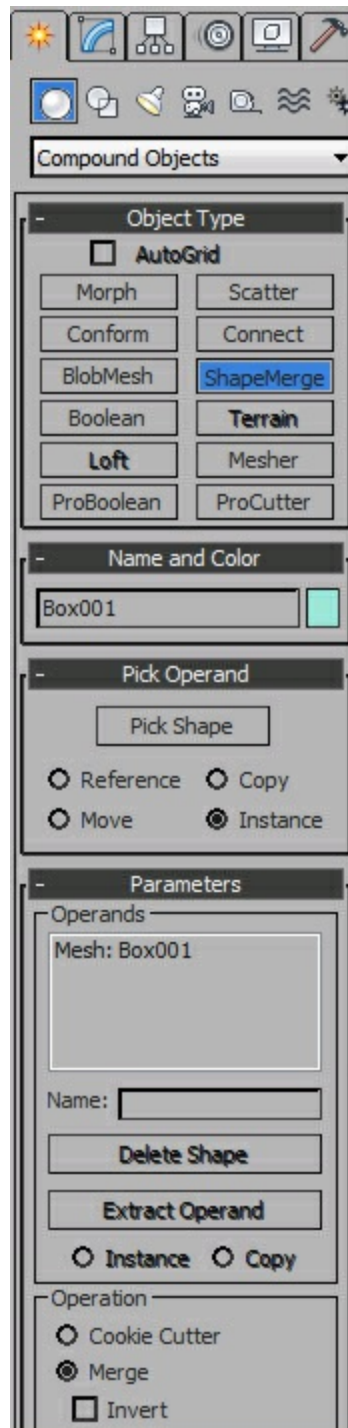 Compound Objects
- Object Type
AutoGrid
Morph Scatter
Conform Connect
BlobMesh ShapeMerge
Boolean Terrain
Loft Mesher
ProBoolean ProCutter
- Name and Color
Box001
- Pick Operand
Pick Shape
Reference Copy
Move Instance
- Parameters
Operands
Mesh: Box001
Name:
Delete Shape
Extract Operand
Instance Copy
Operation
Cookie Cutter
Merge
Invert